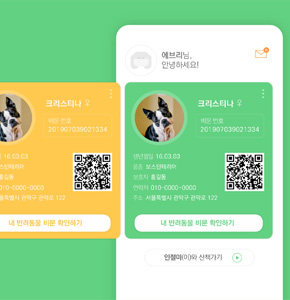 에브리님,
안녕하세요!
크리스티나 ♀
비문 번호
201907039021334
16.03.03
보스턴테리어
홍길동
010-0000-0000
서울특별시 관악구 관악로 122
내 반려동물 비문 확인하기
크리스티나 ♀
비문 번호
201907039021334
생년월일 16.03.03
품종 보스턴테리어
보호자 홍길동
연락처 010-0000-0000
주소 서울특별시 관악구 관악로 122
내 반려동물 비문 확인하기
인절미(이)와 산책가기